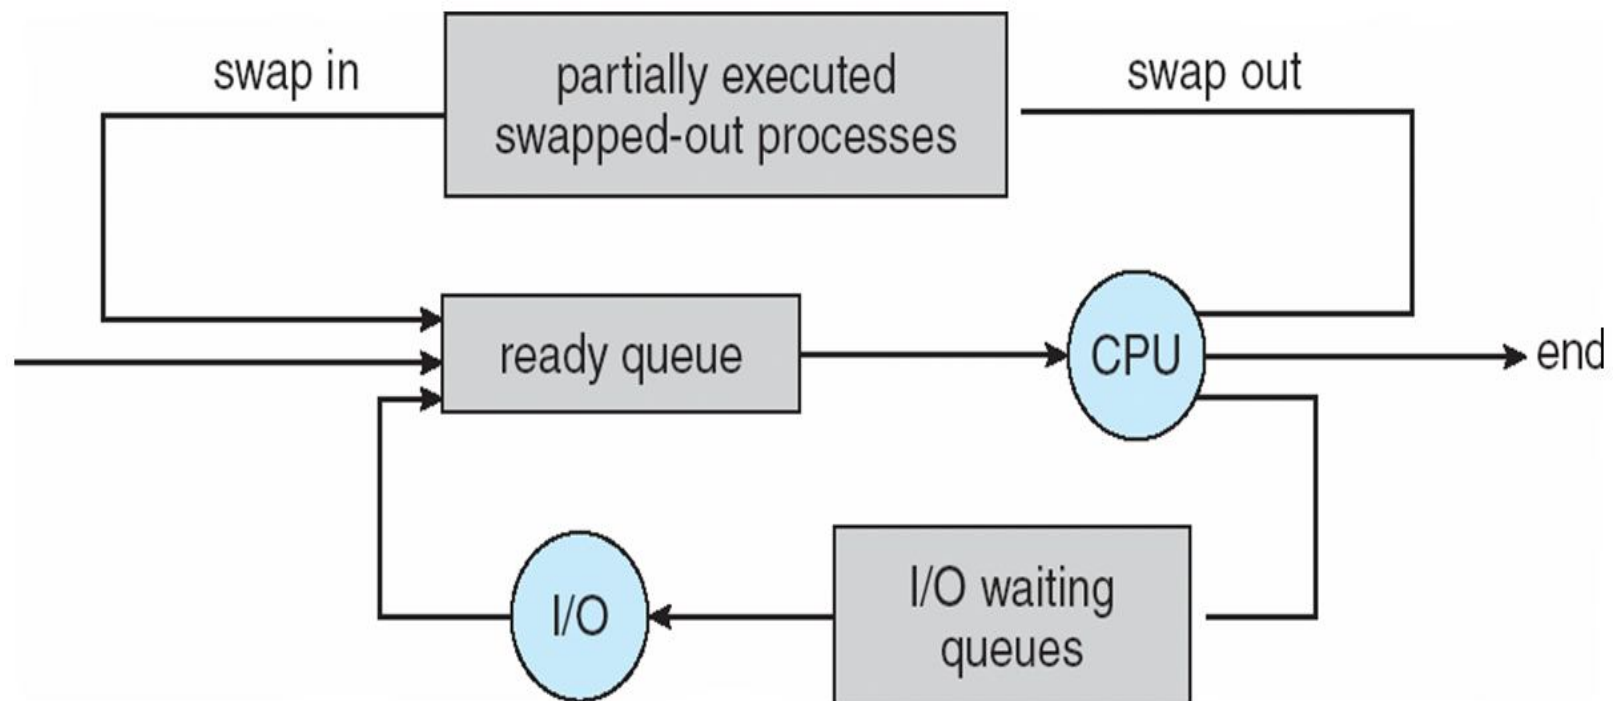 swap in
partially executed
swapped-out processes
swap out
ready queue
CPU
end
I/O
I/O waiting
queues